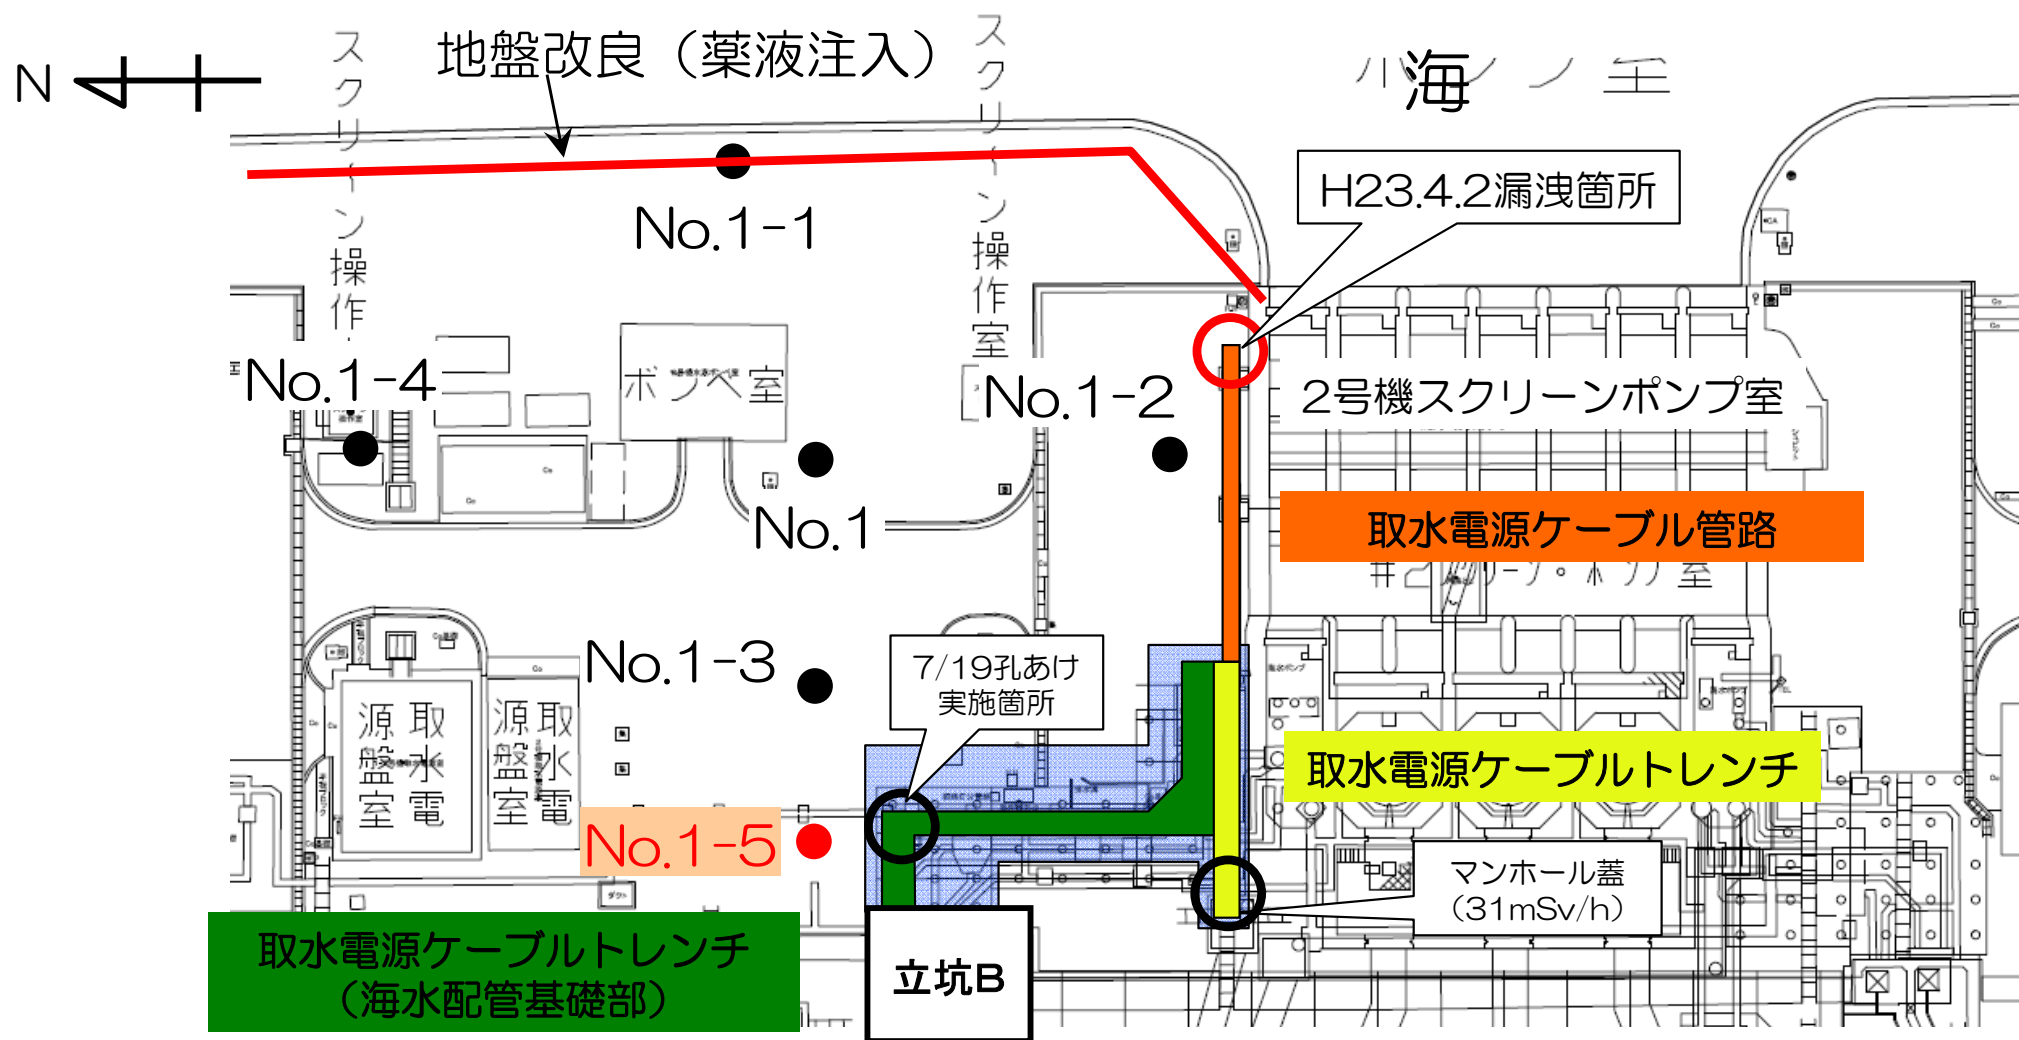 N
地盤改良（薬液注入）
海
スクリーン操作室
スクリーン操作
No.1-1
H23.4.2漏洩箇所
No.1-4
ボンベ室
No.1-2
2号機スクリーンポンプ室
No.1
取水電源ケーブル管路
No.1-3
7/19孔あけ
実施箇所
取水電源盤室
取水電源盤室
取水電源ケーブルトレンチ
No.1-5
マンホール蓋
（31mSv/h）
取水電源ケーブルトレンチ
（海水配管基礎部）
立坑B